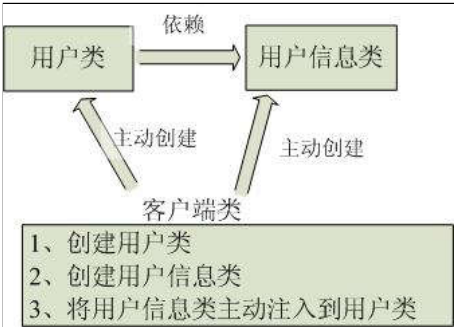 依赖
用户类
用户信息类
主动创建
主动创建
客户端类
1、创建用户类
2、创建用户信息类
3、将用户信息类主动注入到用户类